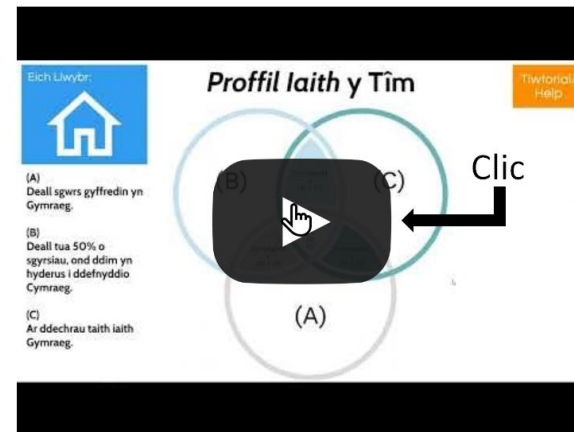 Eich Llwybr:
Proffil Iaith y Tîm
Tiwtorial
Help
(A)
Deall sgwrs gyffredin yn
Gymraeg.
(B)
Deall tua 50% o
sgyrsiau, ond ddim yn
hyderus i ddefnyddio
Cymraeg.
(C)
Ar ddechrau taith iaith
Gymraeg.
(B)
(C)
Clic
(A)